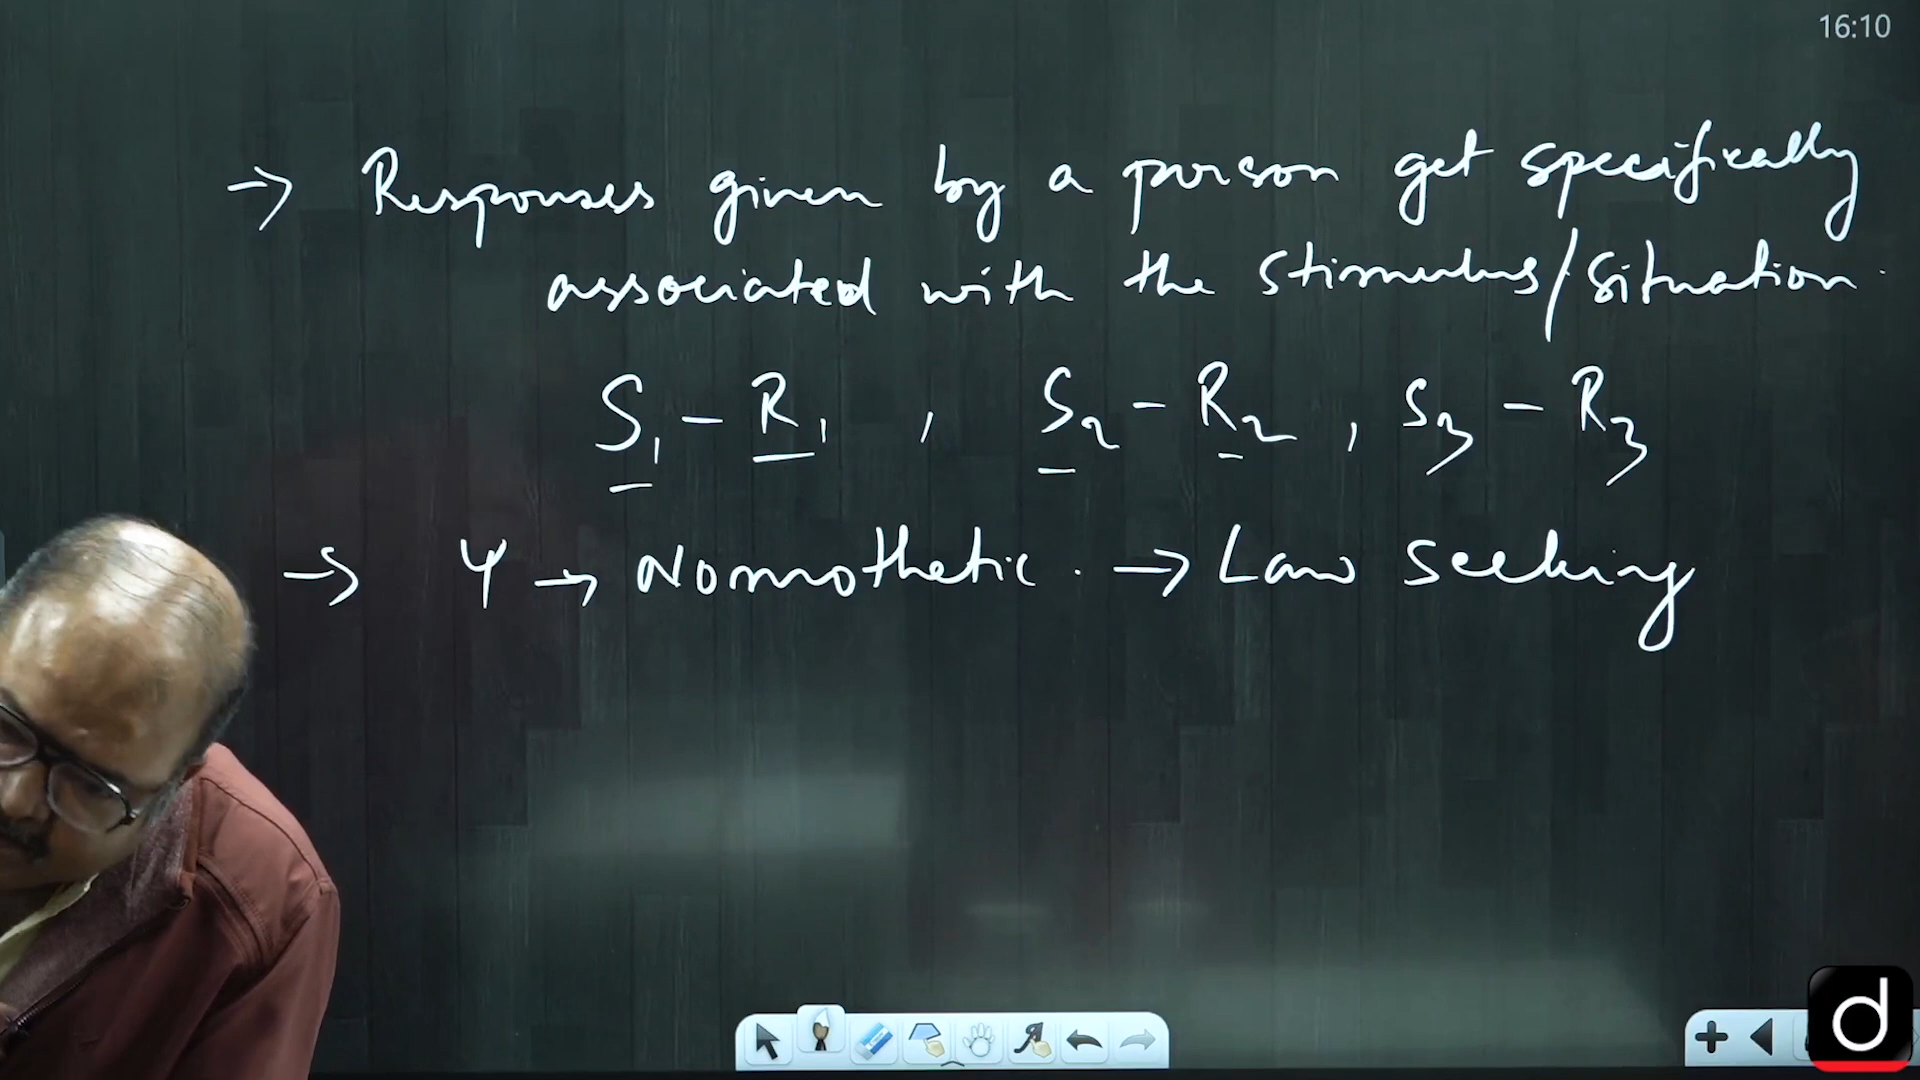 16:10
→ Responses given by a person get specifically
associated with the stimulus/situation.
S1 - R1, S2 - R2, S3 - R3
→ Ψ → Nomothetic. → Law Seeking
d